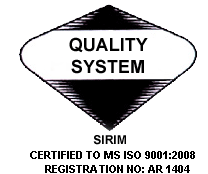 QUALITY
SYSTEM
SIRIM
CERTIFIED TO MS ISO 9001:2008
REGISTRATION NO: AR 1404